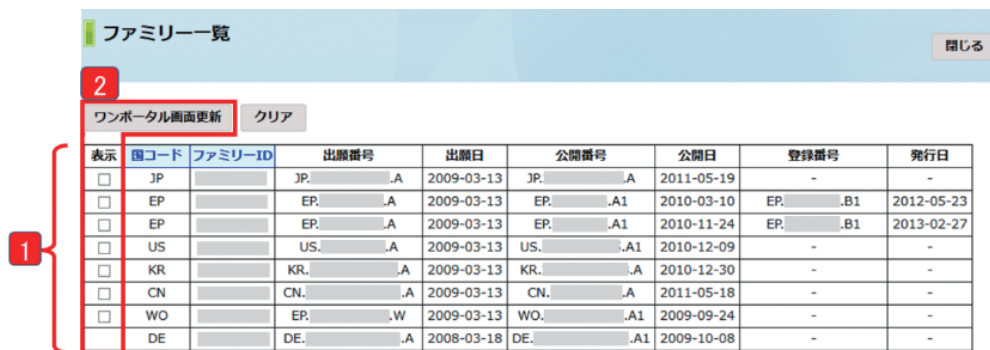 ファミリー一覧
閉じる
2
ワンポータル画面更新 クリア
表示 国コード ファミリーID 出願番号 出願日 公開番号 公開日 登録番号 発行日
JP JP. .A 2009-03-13 JP. .A 2011-05-19 - -
EP EP. .A 2009-03-13 EP. .A1 2010-03-10 EP. .B1 2012-05-23
EP EP. .A 2009-03-13 EP. .A1 2010-11-24 EP. .B1 2013-02-27
1
US US. .A 2009-03-13 US. .A1 2010-12-09 - -
KR KR. .A 2009-03-13 KR. .A 2010-12-30 - -
CN CN. .A 2009-03-13 CN. .A 2011-05-18 - -
WO EP. .W 2009-03-13 WO. .A1 2009-09-24 - -
DE DE. .A 2008-03-18 DE. .A1 2009-10-08 - -